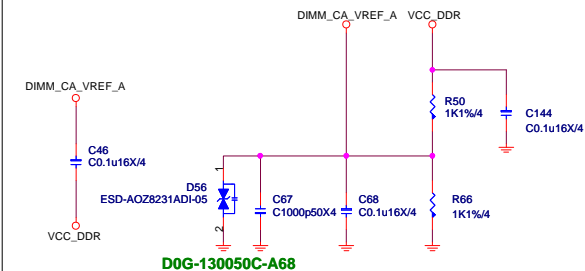 DIMM_CA_VREF_A
VCC_DDR
DIMM_CA_VREF_A
R50
1K1%/4
C144
C0.1u16X/4
C46
C0.1u16X/4
1
D56
ESD-AOZ8231ADI-05
2
C67
C1000p50X4
C68
C0.1u16X/4
R66
1K1%/4
VCC_DDR
D0G-130050C-A68